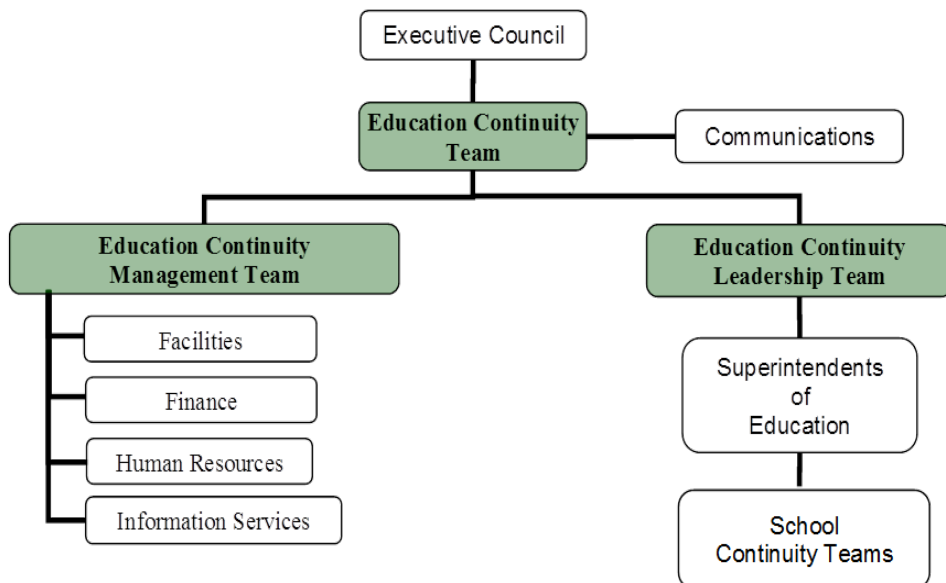 Executive Council
Education Continuity
Team
Communications
Education Continuity
Management Team
Education Continuity
Leadership Team
Facilities
Finance
Human Resources
Information Services
Superintendents
of
Education
School
Continuity Teams